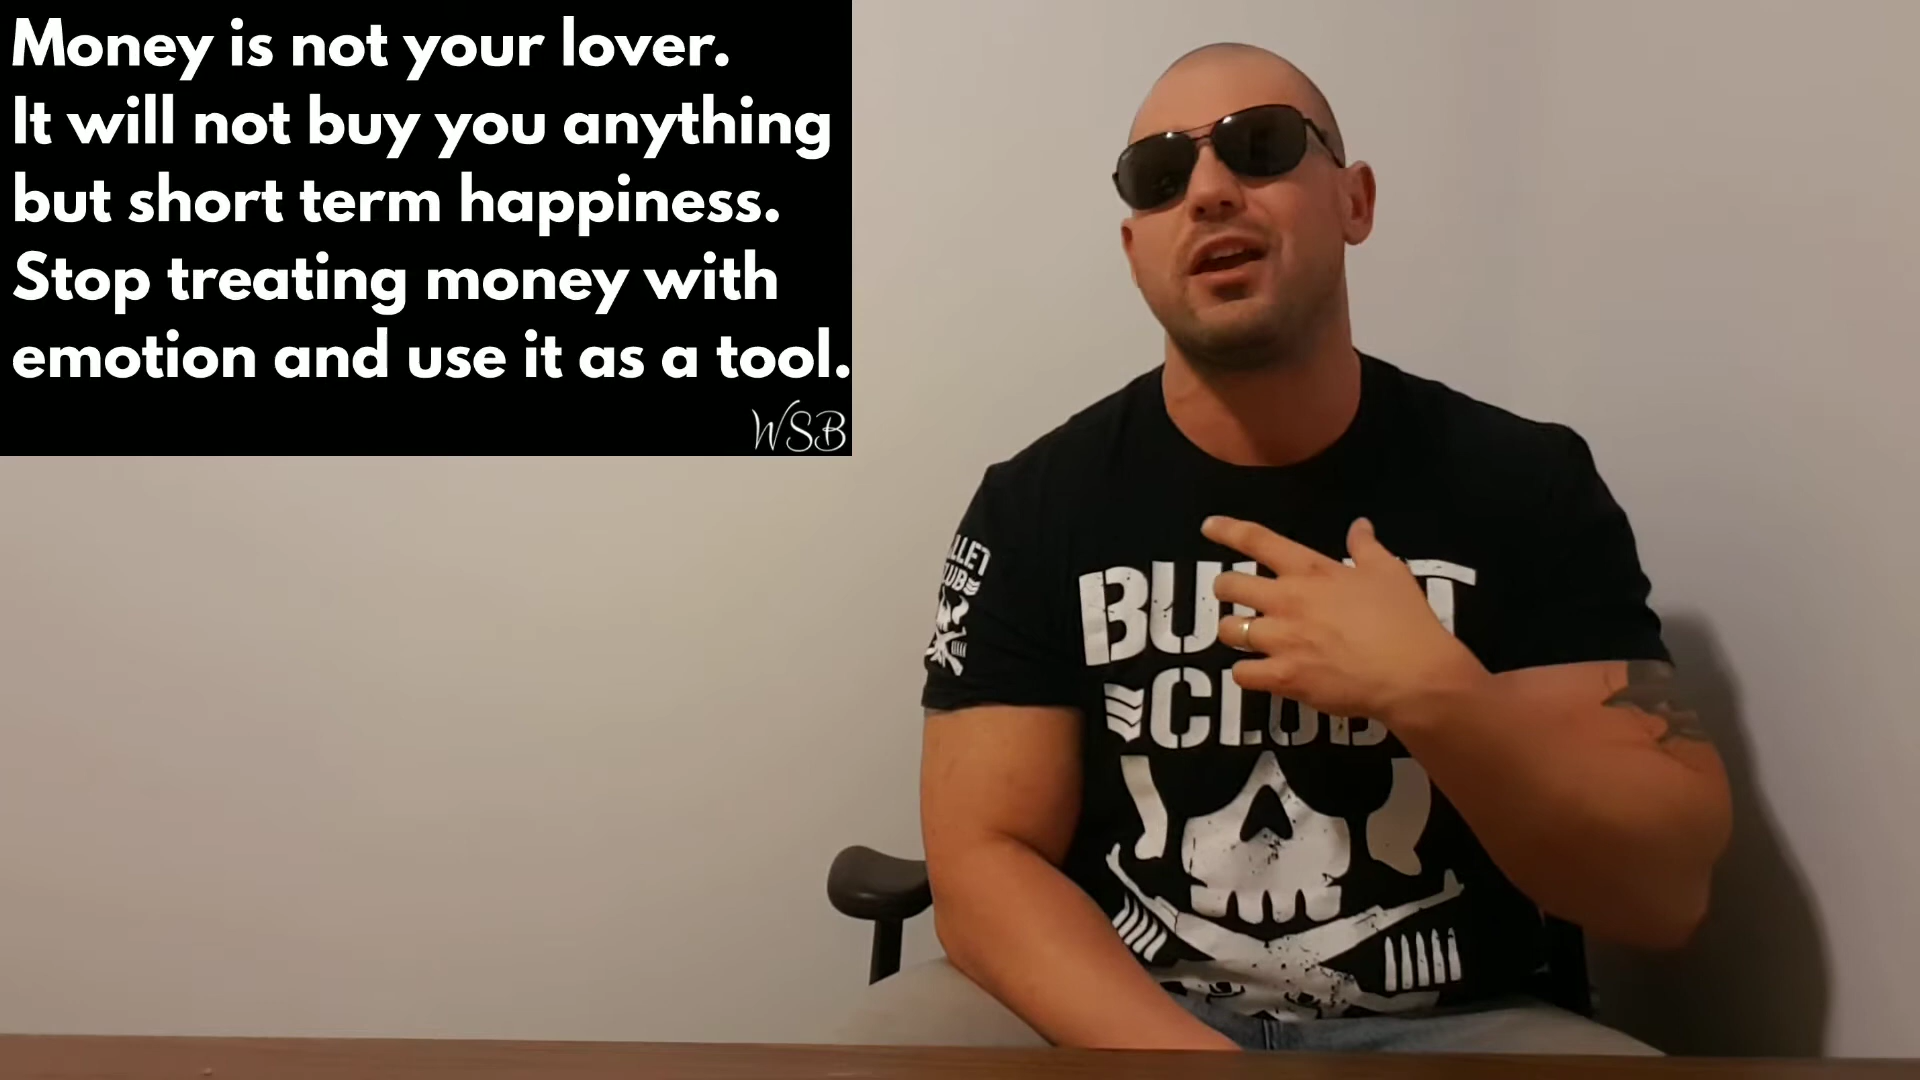 Money is not your lover.
It will not buy you anything
but short term happiness.
Stop treating money with
emotion and use it as a tool.
WSB
CLUB